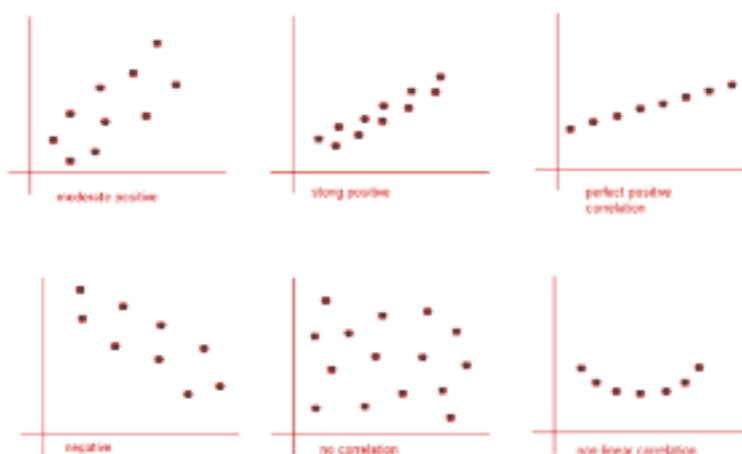 moderate positive
stong positive
perfect positive
correlation
negative
no correlation
non-linear correlation